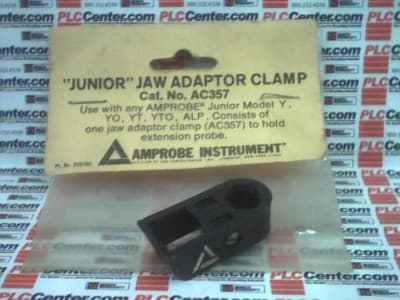 "JUNIOR" JAW ADAPTOR CLAMP
Cat. No. AC357
Use with any AMPROBE® Junior Model Y,
YO, YT, YTO, ALP. Consists of
one jaw adaptor clamp (AC357) to hold
extension probe.
AMPROBE INSTRUMENT®
PLCCenter.com